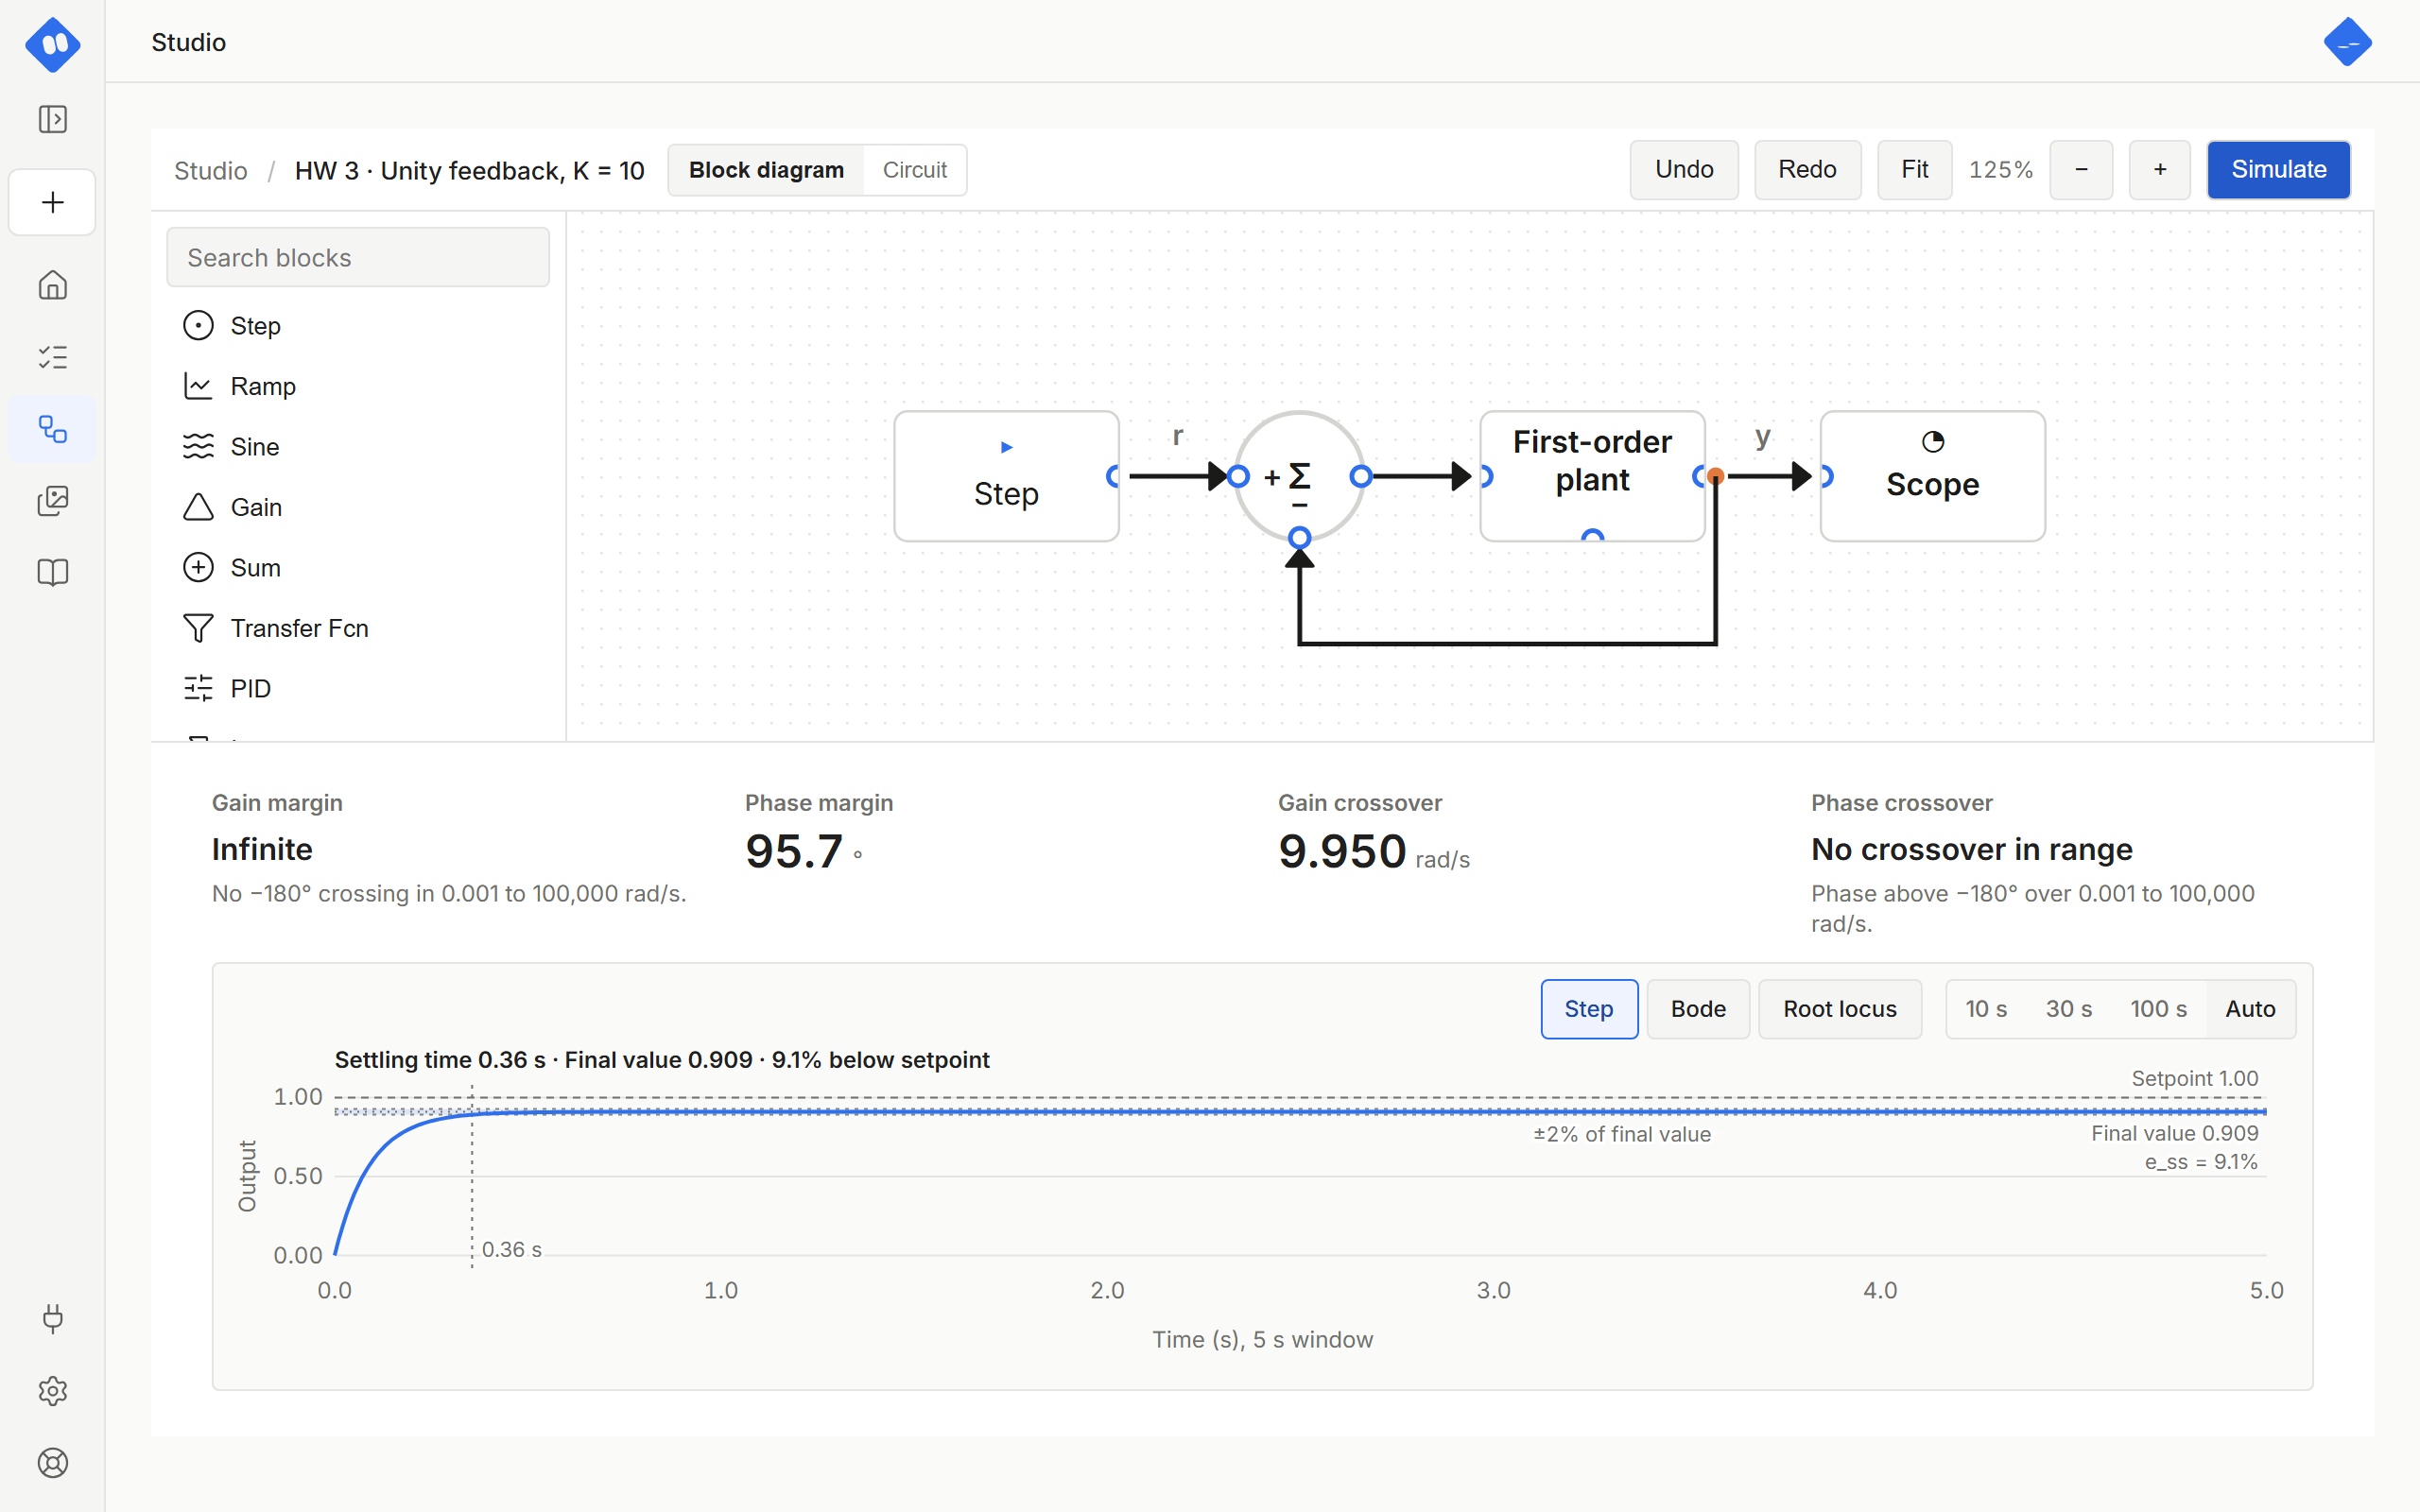 Studio
Studio / HW 3 · Unity feedback, K = 10
Block diagram
Circuit
Undo
Redo
Fit
125%
−
+
Simulate
Search blocks
Step
Ramp
Sine
Gain
Sum
Transfer Fcn
PID
Step
r
+ Σ
−
First-order
plant
y
Scope
Gain margin
Infinite
No −180° crossing in 0.001 to 100,000 rad/s.
Phase margin
95.7 °
Gain crossover
9.950 rad/s
Phase crossover
No crossover in range
Phase above −180° over 0.001 to 100,000
rad/s.
Step
Bode
Root locus
10 s
30 s
100 s
Auto
Settling time 0.36 s · Final value 0.909 · 9.1% below setpoint
Setpoint 1.00
1.00
±2% of final value
Final value 0.909
e_ss = 9.1%
Output
0.50
0.36 s
0.00
0.0
1.0
2.0
3.0
4.0
5.0
Time (s), 5 s window